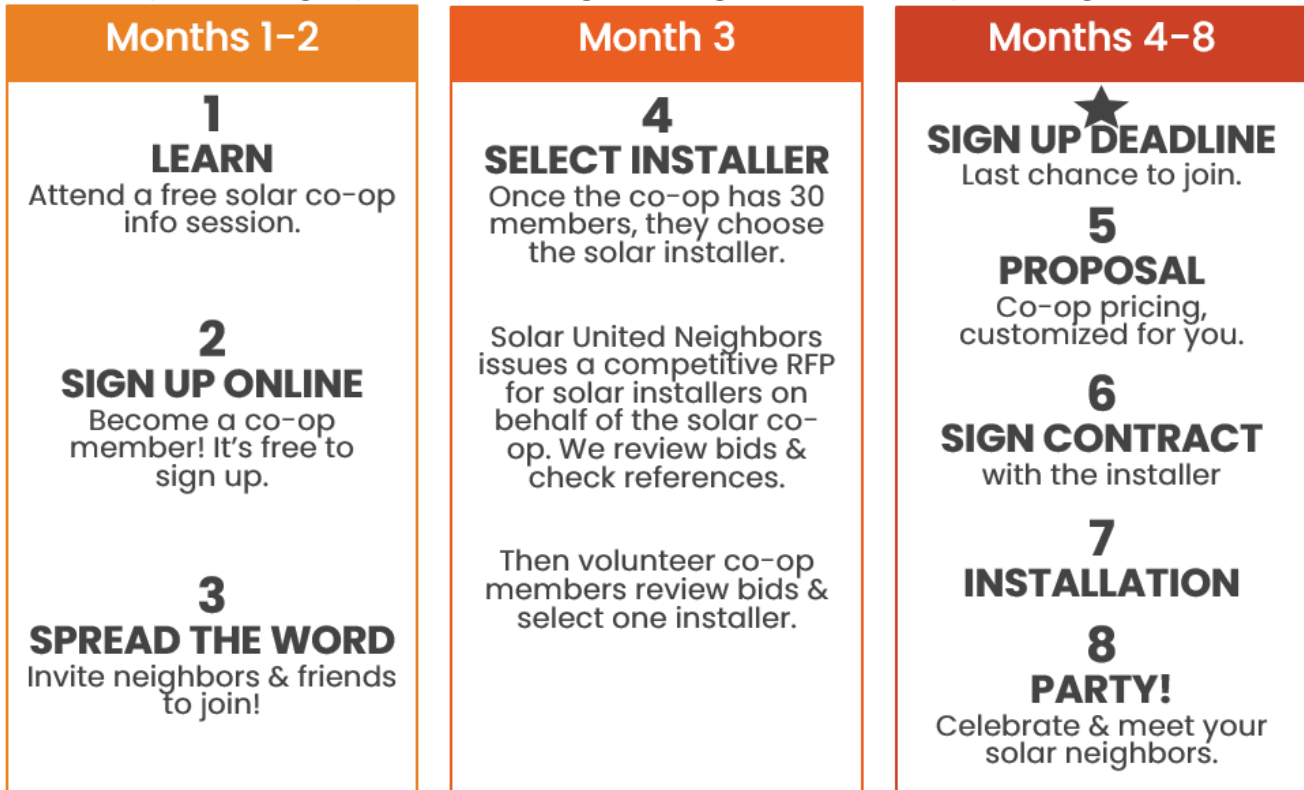 Months 1-2
1
LEARN
Attend a free solar co-op
info session.
2
SIGN UP ONLINE
Become a co-op
member! It's free to
sign up.
3
SPREAD THE WORD
Invite neighbors & friends
to join!
Month 3
4
SELECT INSTALLER
Once the co-op has 30
members, they choose
the solar installer.
Solar United Neighbors
issues a competitive RFP
for solar installers on
behalf of the solar co-
op. We review bids &
check references.
Then volunteer co-op
members review bids &
select one installer.
Months 4-8
SIGN UP DEADLINE
Last chance to join.
5
PROPOSAL
Co-op pricing,
customized for you.
6
SIGN CONTRACT
with the installer
7
INSTALLATION
8
PARTY!
Celebrate & meet your
solar neighbors.